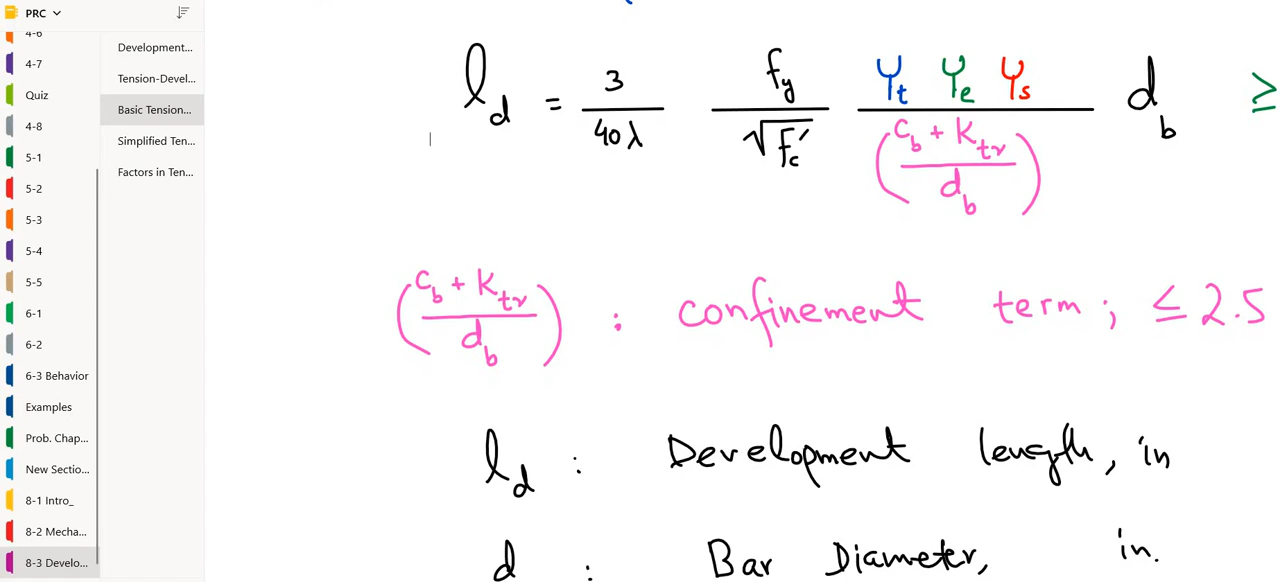 PRC
4-6
4-7
Quiz
4-8
5-1
5-2
5-3
5-4
5-5
6-1
6-2
6-3 Behavior
Examples
Prob. Chap...
New Sectio...
8-1 Intro_
8-2 Mecha...
8-3 Develo...
Development...
Tension-Devel...
Basic Tension...
Simplified Ten...
Factors in Ten...
l_d = 3/(40λ) f_y/√f_c' (Ψ_t Ψ_e Ψ_s)/((c_b + K_tr)/d_b) d_b ≥
((c_b + K_tr)/d_b) : confinement term; ≤ 2.5
l_d : Development length, in
d : Bar Diameter, in.